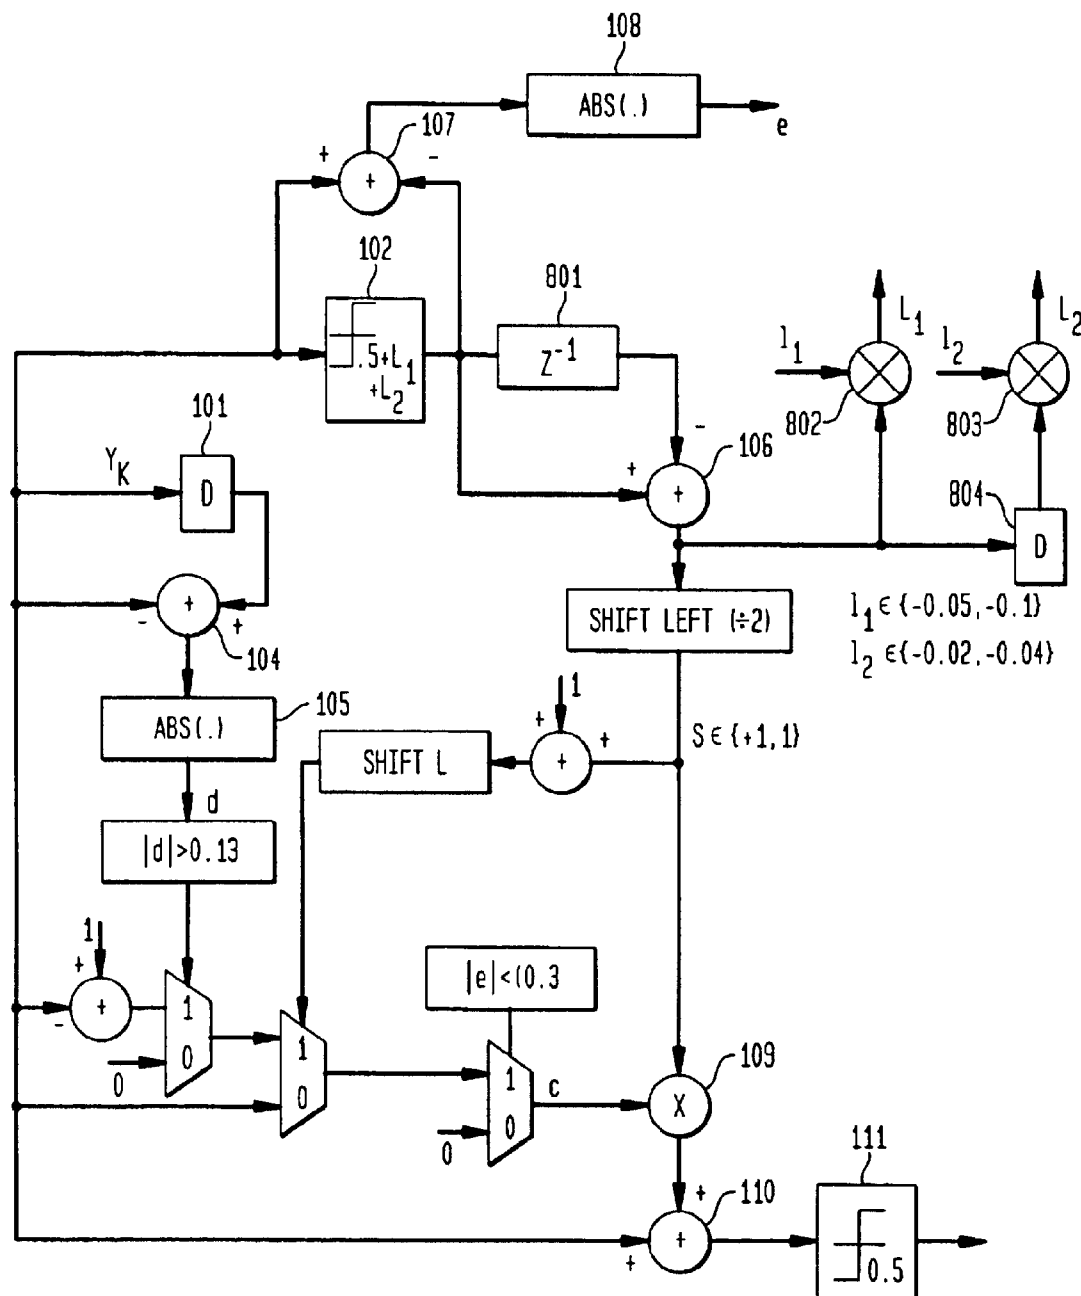 108
ABS(.)
e
107
+
-
+
102
.5+L1
+L2
801
Z-1
L1
l1
802
L2
l2
803
101
YK
D
-
+
106
+
804
D
+
-
+
104
SHIFT LEFT (÷2)
l1 ∈{-0.05,-0.1}
l2 ∈{-0.02,-0.04}
ABS(.)
105
1
+
+
+
S ∈ {+1,1}
SHIFT L
d
|d|>0.13
1
+
+
-
1
0
0
1
0
|e|<(0.3
1
0
0
c
109
X
+
110
+
+
111
0.5